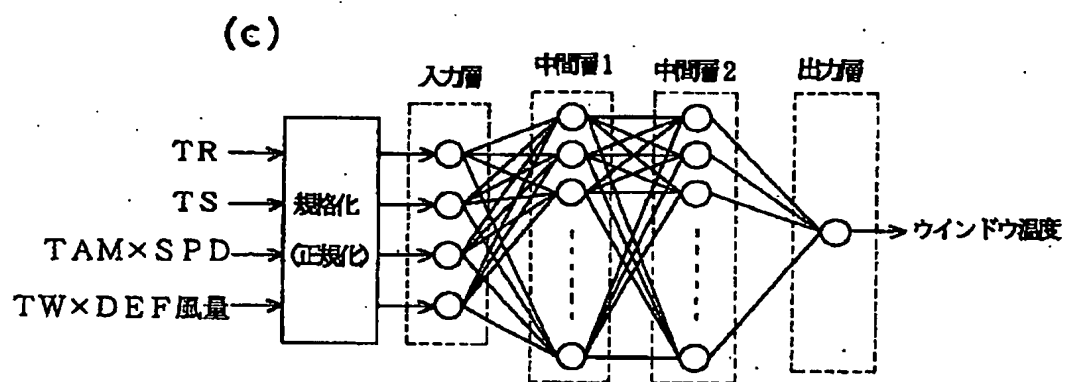 (c)
入力層
中間層1
中間層2
出力層
TR
TS
TAM×SPD
TW×DEF風量
規格化
(正規化)
ウインドウ温度